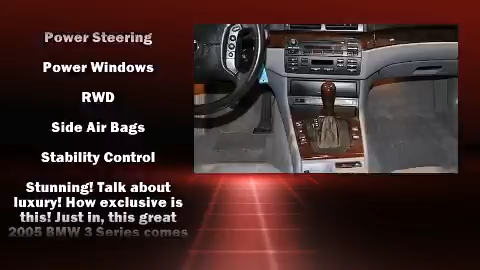 Power Steering
Power Windows
RWD
Side Air Bags
Stability Control
Stunning! Talk about
luxury! How exclusive is
this! Just in, this great
2005 BMW 3 Series comes